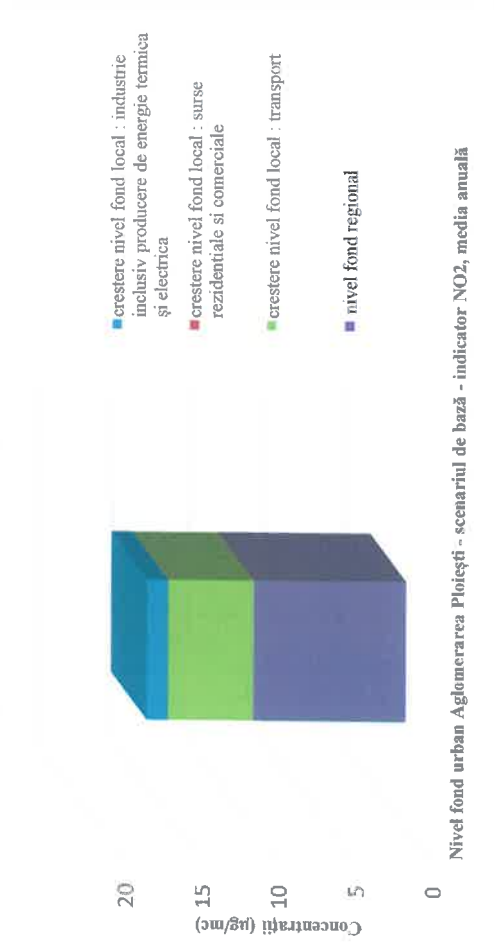 20
15
10
5
0
Concentrații (µg/mc)
crestere nivel fond local : industrie
inclusiv producere de energie termica
și electrica
crestere nivel fond local : surse
rezidentiale si comerciale
crestere nivel fond local : transport
nivel fond regional
Nivel fond urban Aglomerarea Ploiești - scenariul de bază - indicator NO2, media anuală